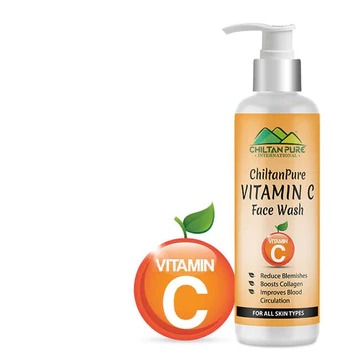 CHILTAN PURE
INTERNATIONAL
ChiltanPure
VITAMIN C
Face Wash
VITAMIN
C
Reduce Blemishes
Boosts Collagen
Improves Blood
Circulation
FOR ALL SKIN TYPES
VITAMIN
C